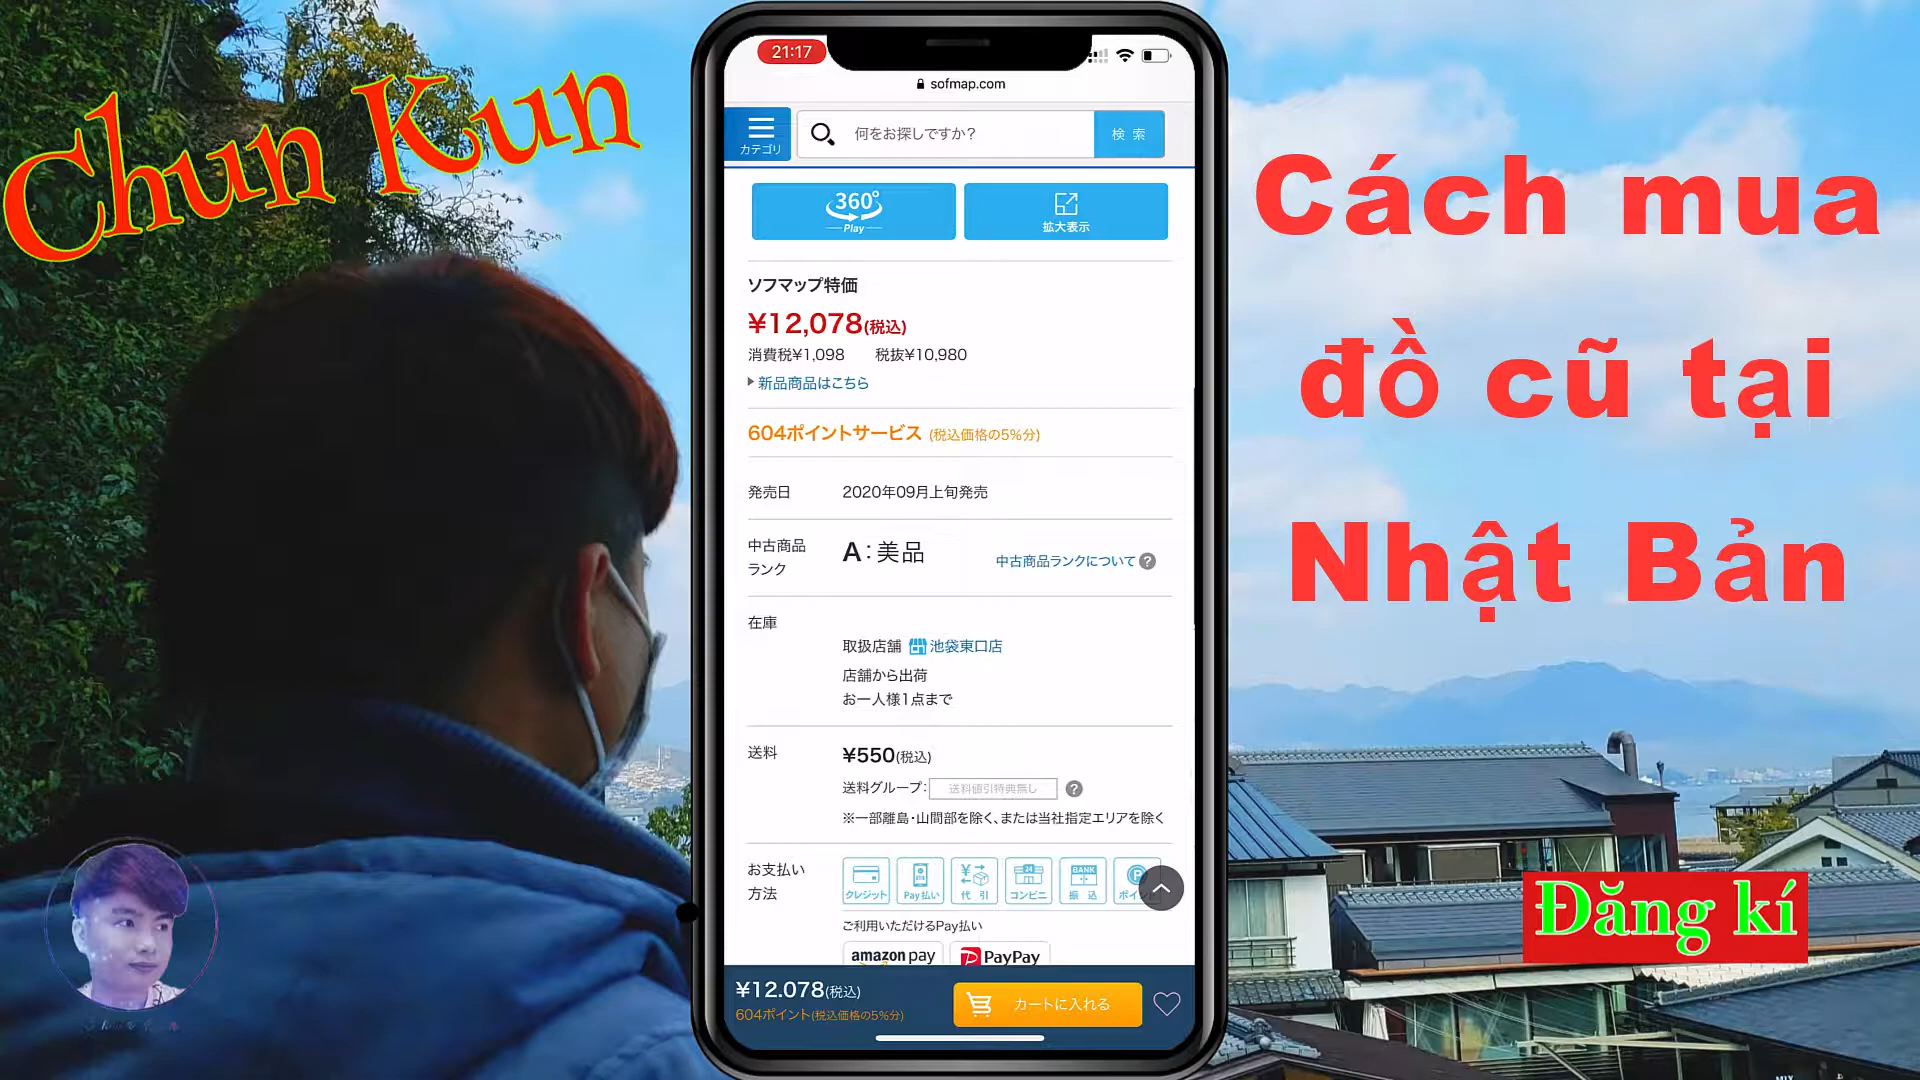 Chun Kun
21:17
sofmap.com
カテゴリ
何をお探しですか?
検 索
360°
Play
拡大表示
ソフマップ特価
¥12,078(税込)
消費税¥1,098 税抜¥10,980
新品商品はこちら
604ポイントサービス (税込価格の5%分)
発売日 2020年09月上旬発売
中古商品ランク A:美品 中古商品ランクについて ?
在庫
取扱店舗 池袋東口店
店舗から出荷
お一人様1点まで
送料 ¥550(税込)
送料グループ: 送料値引特典無し ?
※一部離島・山間部を除く、または当社指定エリアを除く
お支払い方法
クレジット Pay払い 代 引 コンビニ BANK 振 込 ポイン
ご利用いただけるPay払い
amazon pay PayPay
¥12.078(税込)
604ポイント(税込価格の5%分)
カートに入れる
Cách mua
đồ cũ tại
Nhật Bản
Đăng kí